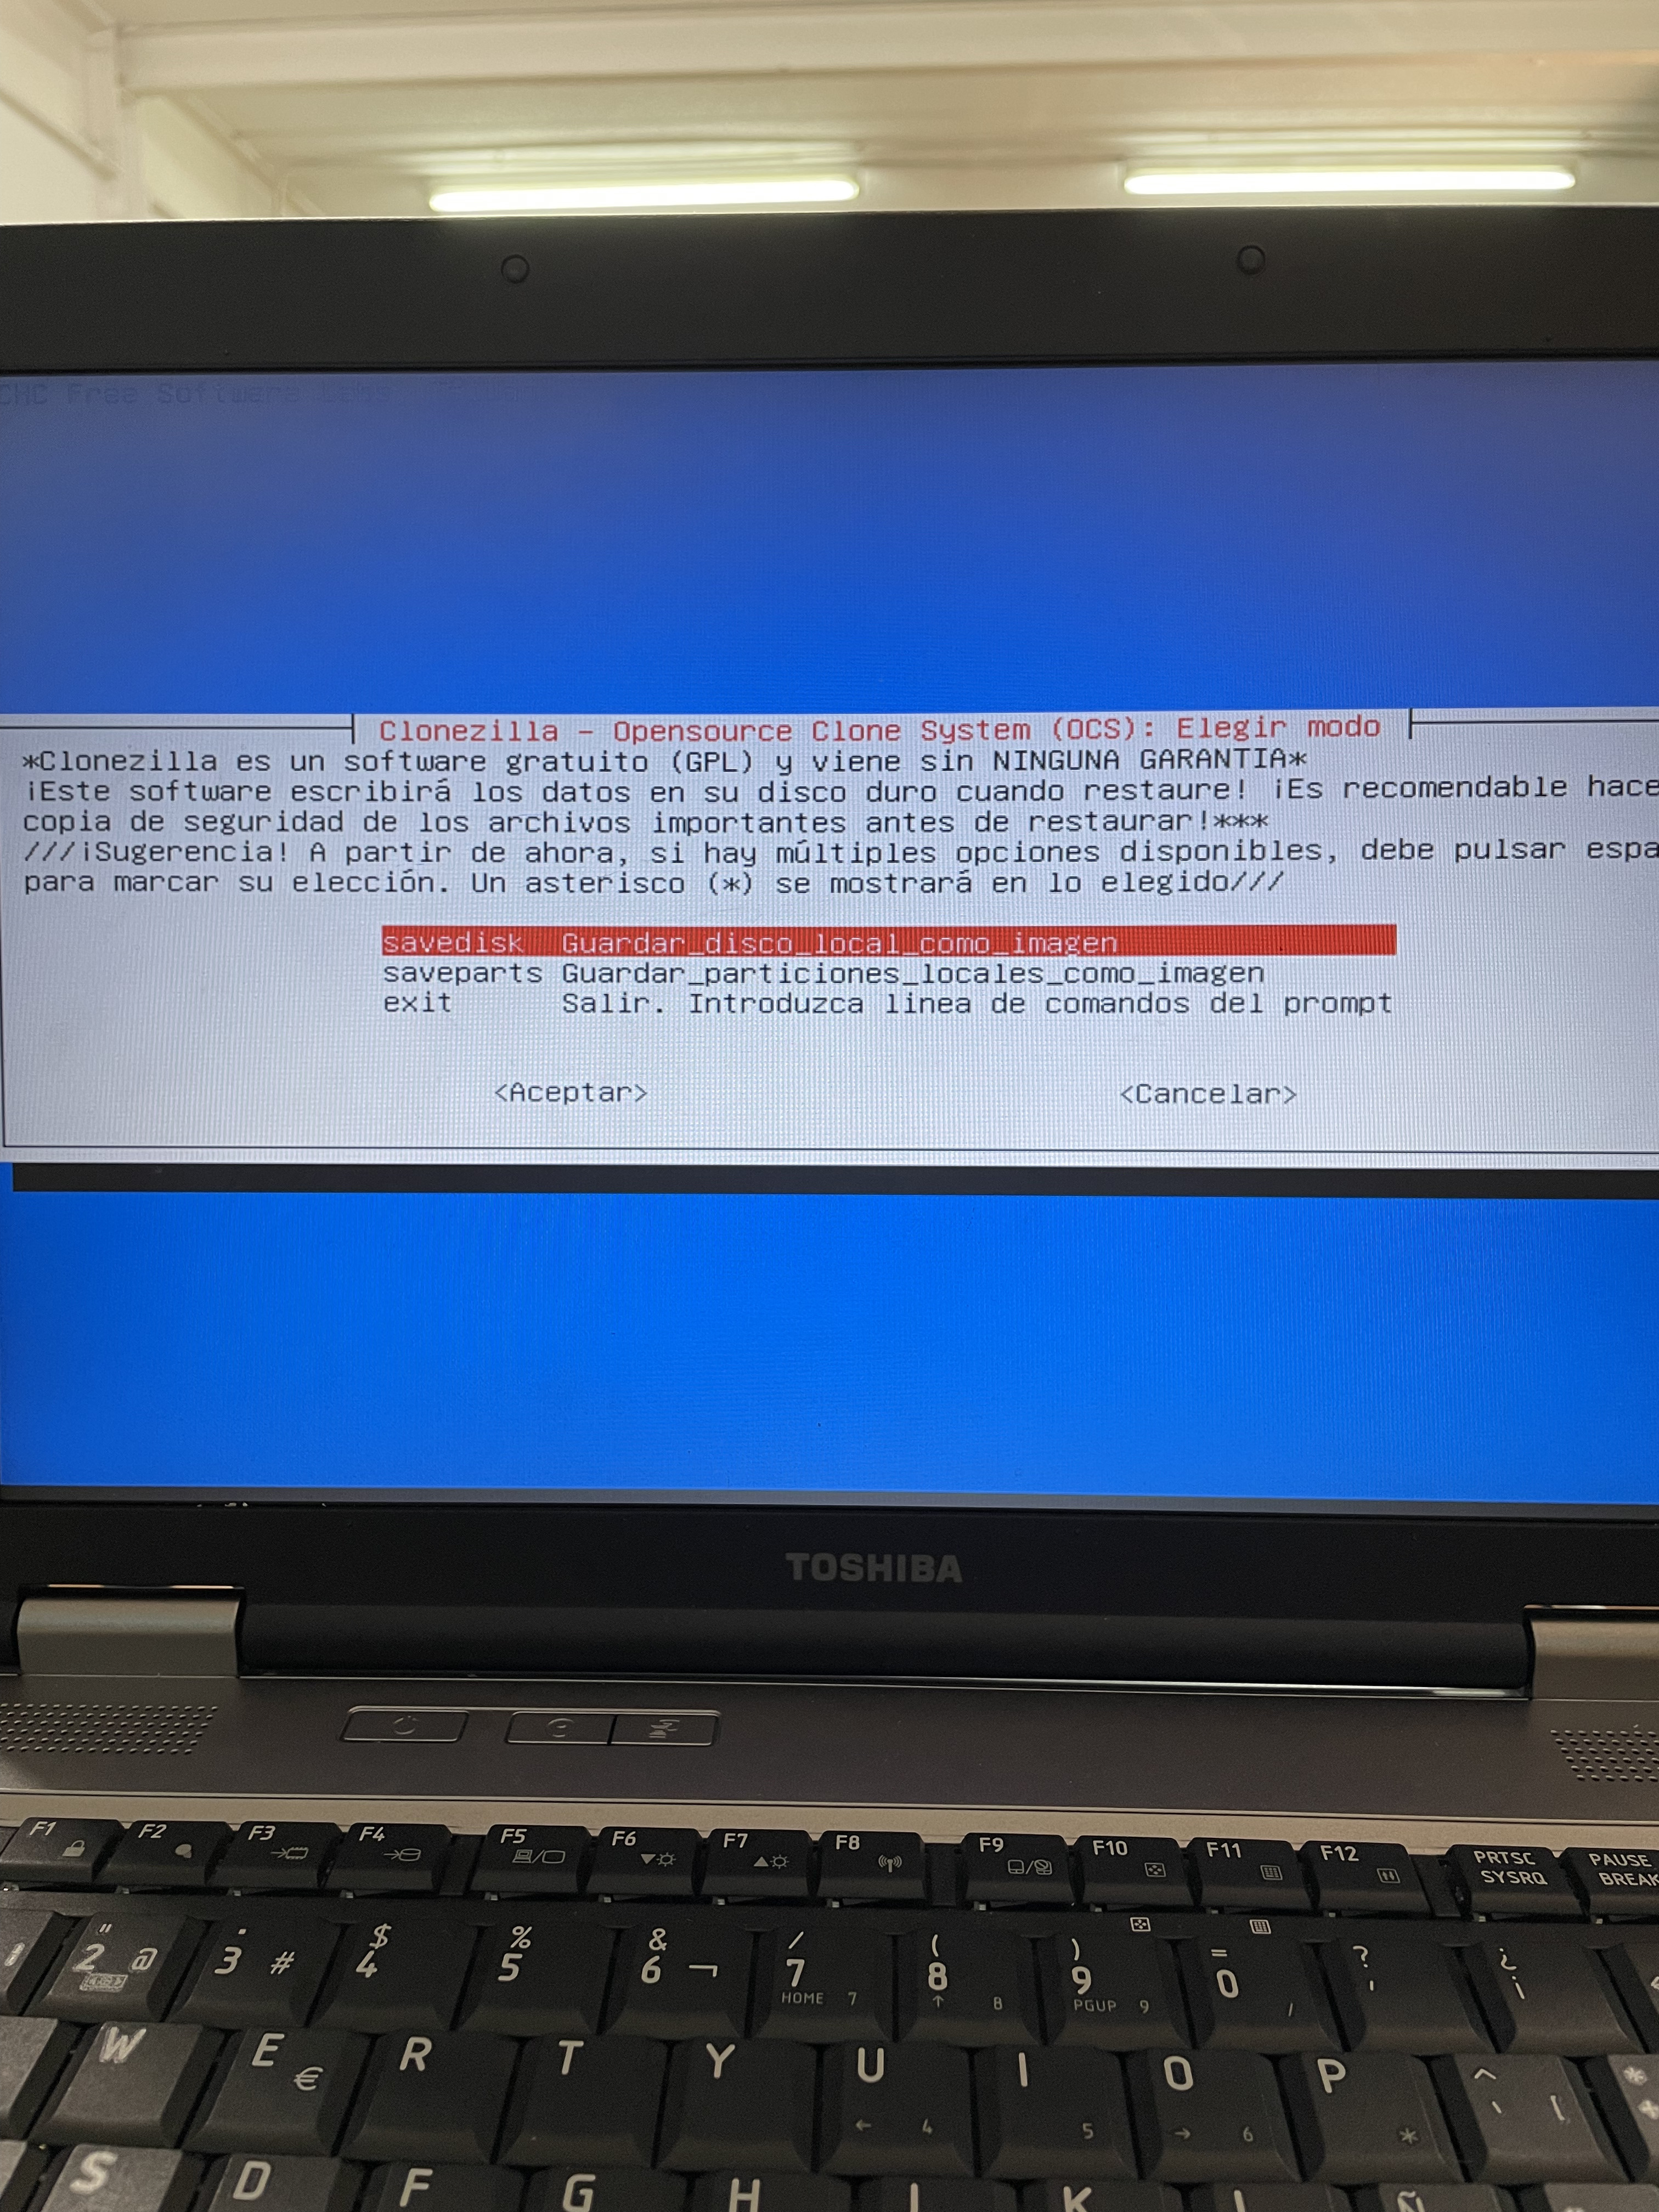 CHC Free Software
Clonezilla - Opensource Clone System (OCS): Elegir modo
*Clonezilla es un software gratuito (GPL) y viene sin NINGUNA GARANTIA*
¡Este software escribirá los datos en su disco duro cuando restaure! ¡Es recomendable hace
copia de seguridad de los archivos importantes antes de restaurar!***
///¡Sugerencia! A partir de ahora, si hay múltiples opciones disponibles, debe pulsar espa
para marcar su elección. Un asterisco (*) se mostrará en lo elegido///
savedisk Guardar_disco_local_como_imagen
saveparts Guardar_particiones_locales_como_imagen
exit Salir. Introduzca linea de comandos del prompt
<Aceptar> <Cancelar>
TOSHIBA
F1 F2 F3 F4 F5 F6 F7 F8 F9 F10 F11 F12 PRTSC PAUSE
SYSRQ BREAK
" · $ % & / ( ) = ? ¿
2 @ 3 # 4 5 6 ¬ 7 8 9 0 ' ¡
HOME 7 ↑ 8 PGUP 9 /
W E € R T Y U I O P ^ ` [ *
← 4 5 → 6 *
S D F G H J K L Ñ